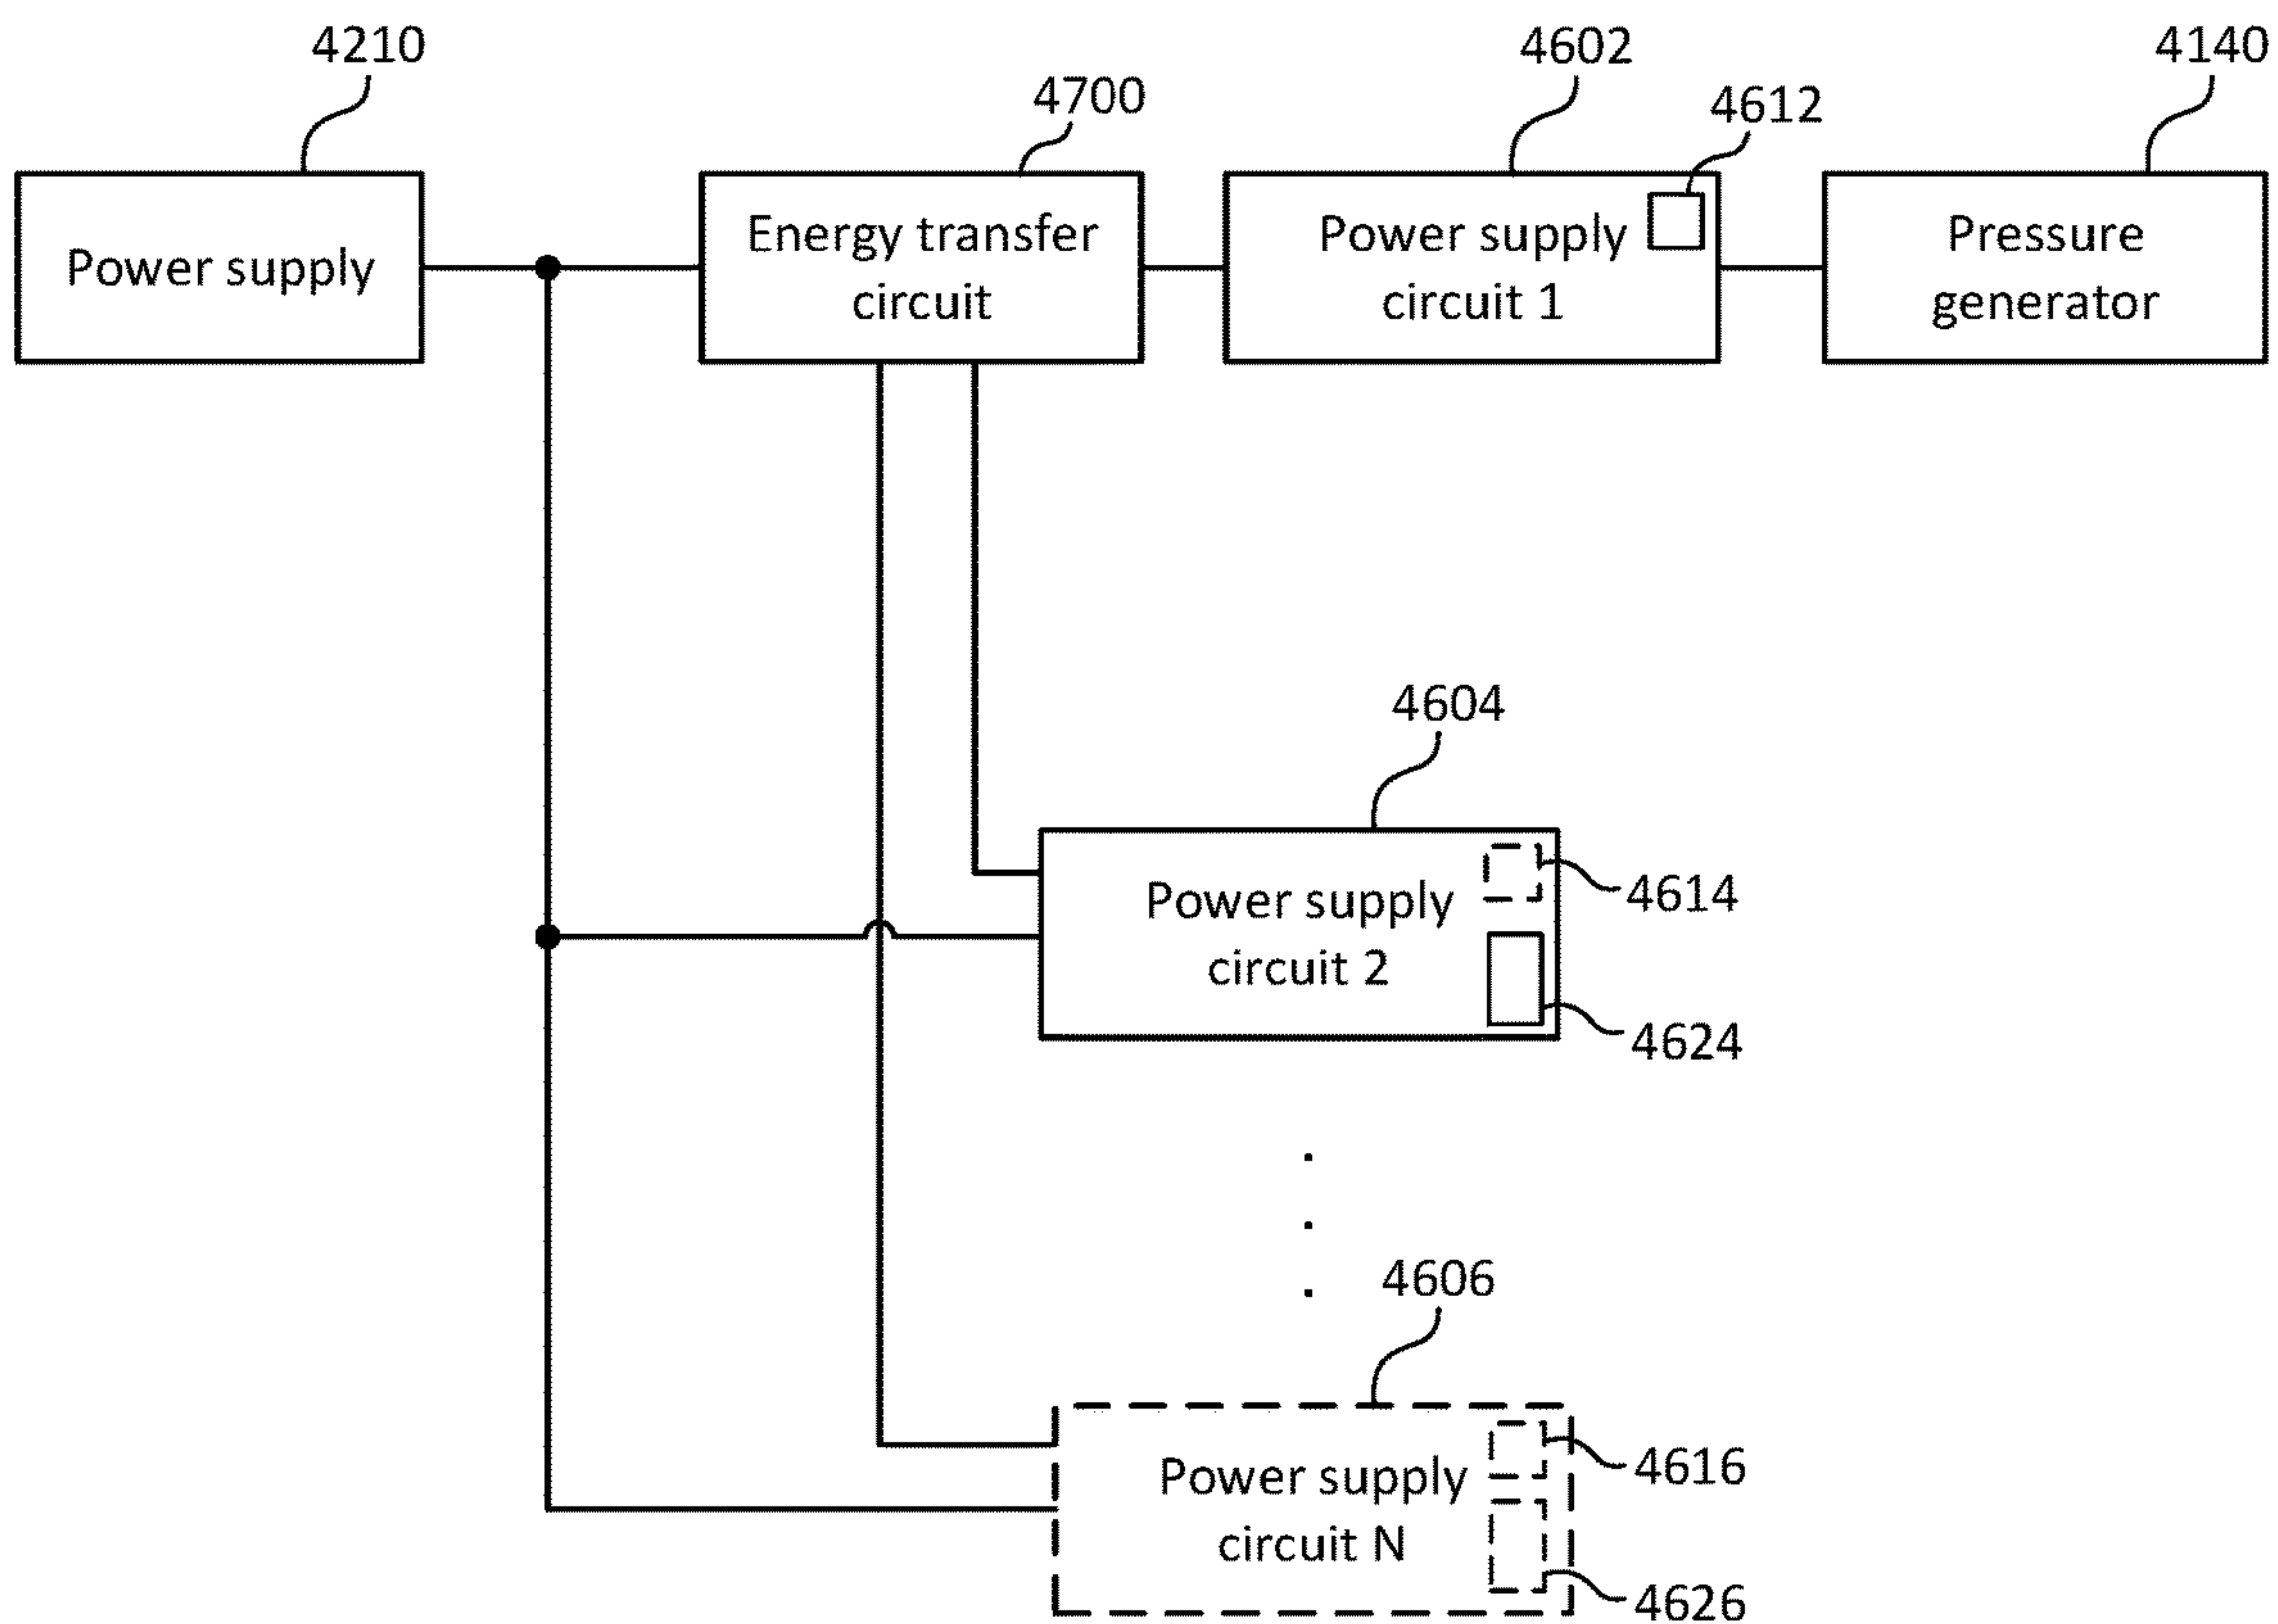 4210
4602
4140
4700
4612
Power supply
Energy transfer
circuit
Power supply
circuit 1
Pressure
generator
4604
Power supply
circuit 2
4614
4624
.
.
.
4606
Power supply
circuit N
4616
4626